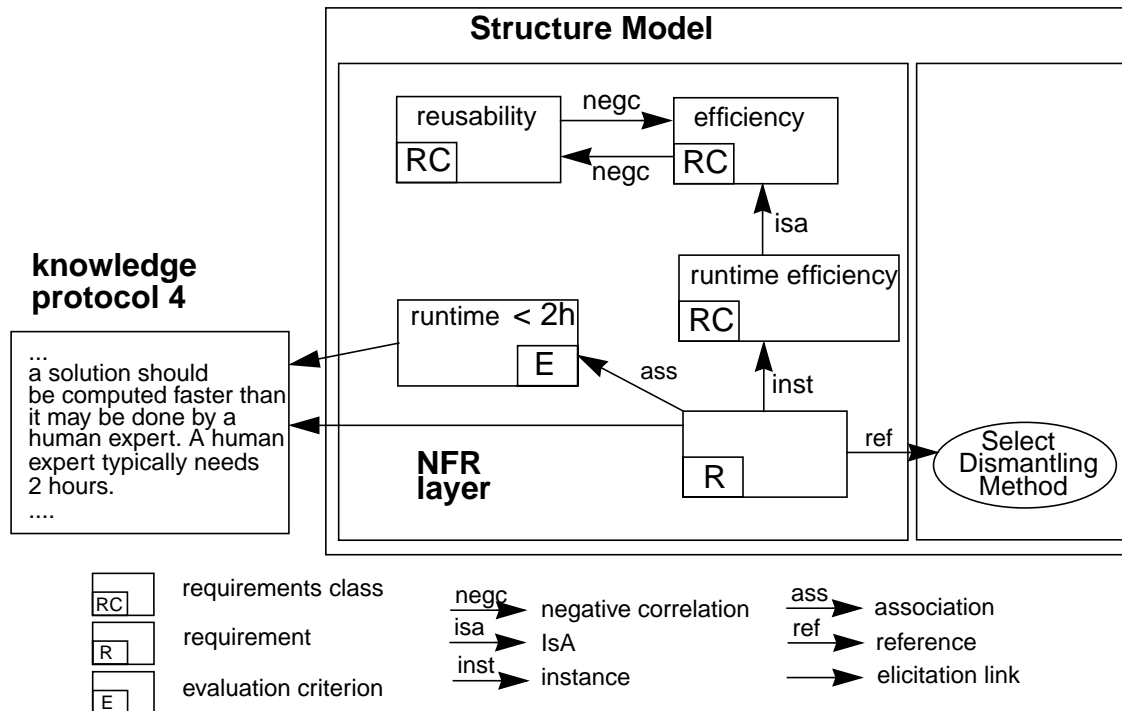 Structure Model
negc
reusability
efficiency
RC
RC
negc
isa
knowledge
protocol 4
runtime efficiency
RC
runtime < 2h
E
ass
inst
...
a solution should
be computed faster than
it may be done by a
human expert. A human
expert typically needs
2 hours.
....
NFR
layer
R
ref
Select
Dismantling
Method
RC
requirements class
R
requirement
E
evaluation criterion
negc
negative correlation
isa
IsA
inst
instance
ass
association
ref
reference
elicitation link